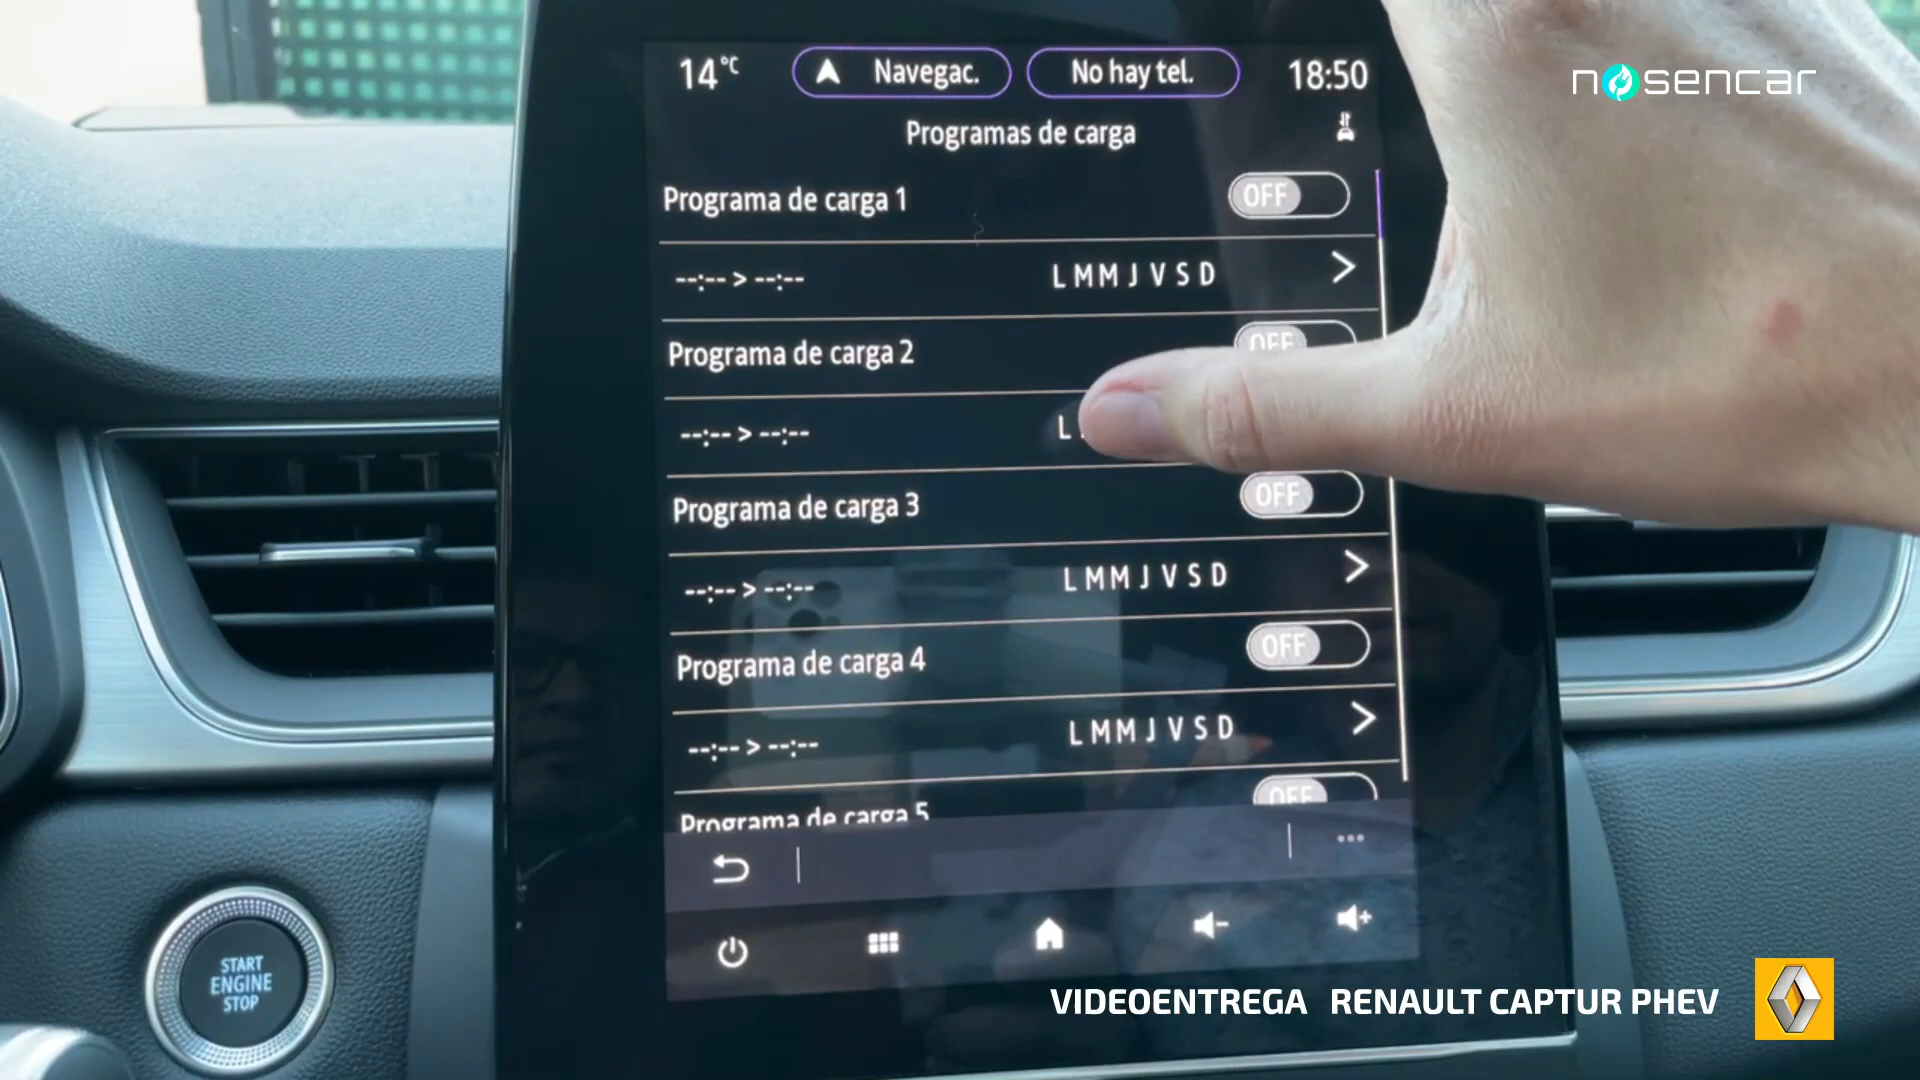 14°C Navegac. No hay tel. 18:50
nosencar
Programas de carga
Programa de carga 1 OFF
--:-- > --:-- L M M J V S D >
Programa de carga 2 OFF
--:-- > --:-- L
Programa de carga 3 OFF
--:-- > --:-- L M M J V S D >
Programa de carga 4 OFF
--:-- > --:-- L M M J V S D >
Programa de carga 5 OFF
START
ENGINE
STOP
VIDEOENTREGA RENAULT CAPTUR PHEV